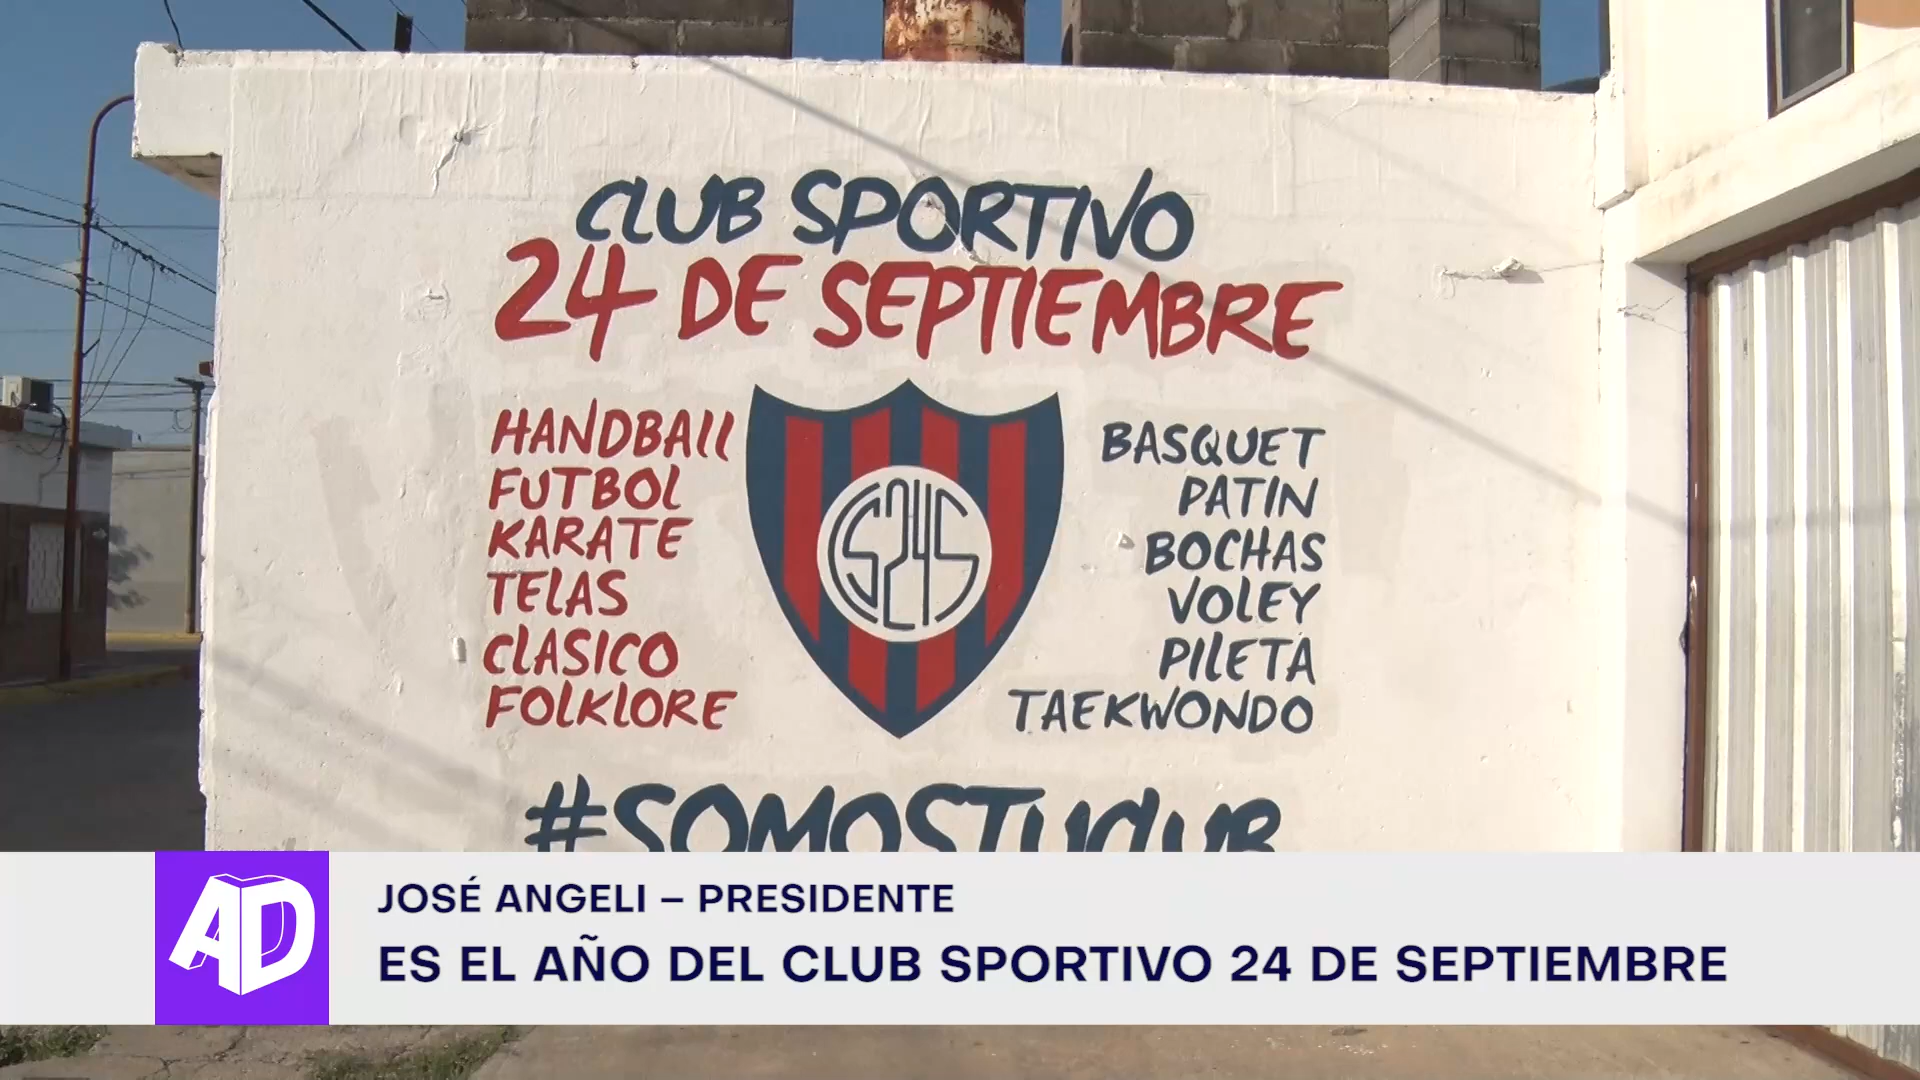 CLUB SPORTIVO
24 DE SEPTIEMBRE
HANDBALL
FUTBOL
KARATE
TELAS
CLASICO
FOLKLORE
CS24S
BASQUET
PATIN
BOCHAS
VOLEY
PILETA
TAEKWONDO
#SOMOSTUCLUB
AD
JOSÉ ANGELI – PRESIDENTE
ES EL AÑO DEL CLUB SPORTIVO 24 DE SEPTIEMBRE